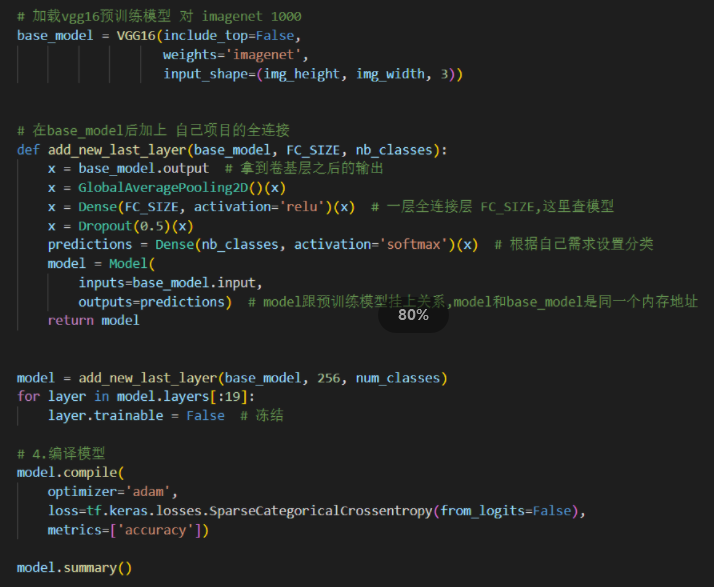 # 加载vgg16预训练模型 对 imagenet 1000
base_model = VGG16(include_top=False,
weights='imagenet',
input_shape=(img_height, img_width, 3))
# 在base_model后加上 自己项目的全连接
def add_new_last_layer(base_model, FC_SIZE, nb_classes):
x = base_model.output  # 拿到卷基层之后的输出
x = GlobalAveragePooling2D()(x)
x = Dense(FC_SIZE, activation='relu')(x)  # 一层全连接层 FC_SIZE,这里查模型
x = Dropout(0.5)(x)
predictions = Dense(nb_classes, activation='softmax')(x)  # 根据自己需求设置分类
model = Model(
inputs=base_model.input,
outputs=predictions)  # model跟预训练模型挂上关系,model和base_model是同一个内存地址
80%
return model
model = add_new_last_layer(base_model, 256, num_classes)
for layer in model.layers[:19]:
layer.trainable = False  # 冻结
# 4.编译模型
model.compile(
optimizer='adam',
loss=tf.keras.losses.SparseCategoricalCrossentropy(from_logits=False),
metrics=['accuracy'])
model.summary()